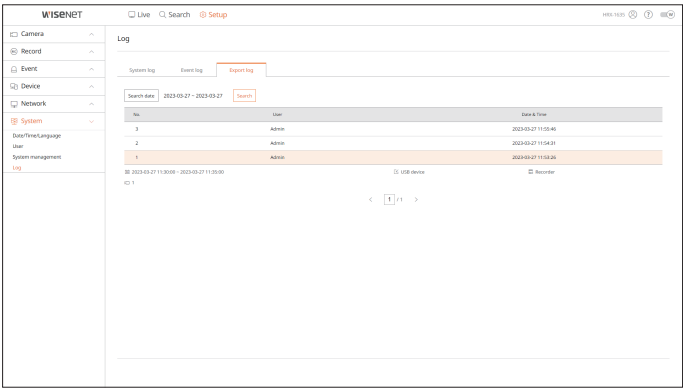 WISENET
Live Search Setup
HRX-1635 ? W
Camera
Record
Event
Device
Network
System
Date/Time/Language
User
System management
Log
Log
System log Event log Export log
Search date 2023-03-27 ~ 2023-03-27 Search
No. User Date & Time
3 Admin 2023-03-27 11:55:46
2 Admin 2023-03-27 11:54:31
1 Admin 2023-03-27 11:53:26
2023-03-27 11:30:00 ~ 2023-03-27 11:35:00 USB device Recorder
1
< 1 / 1 >